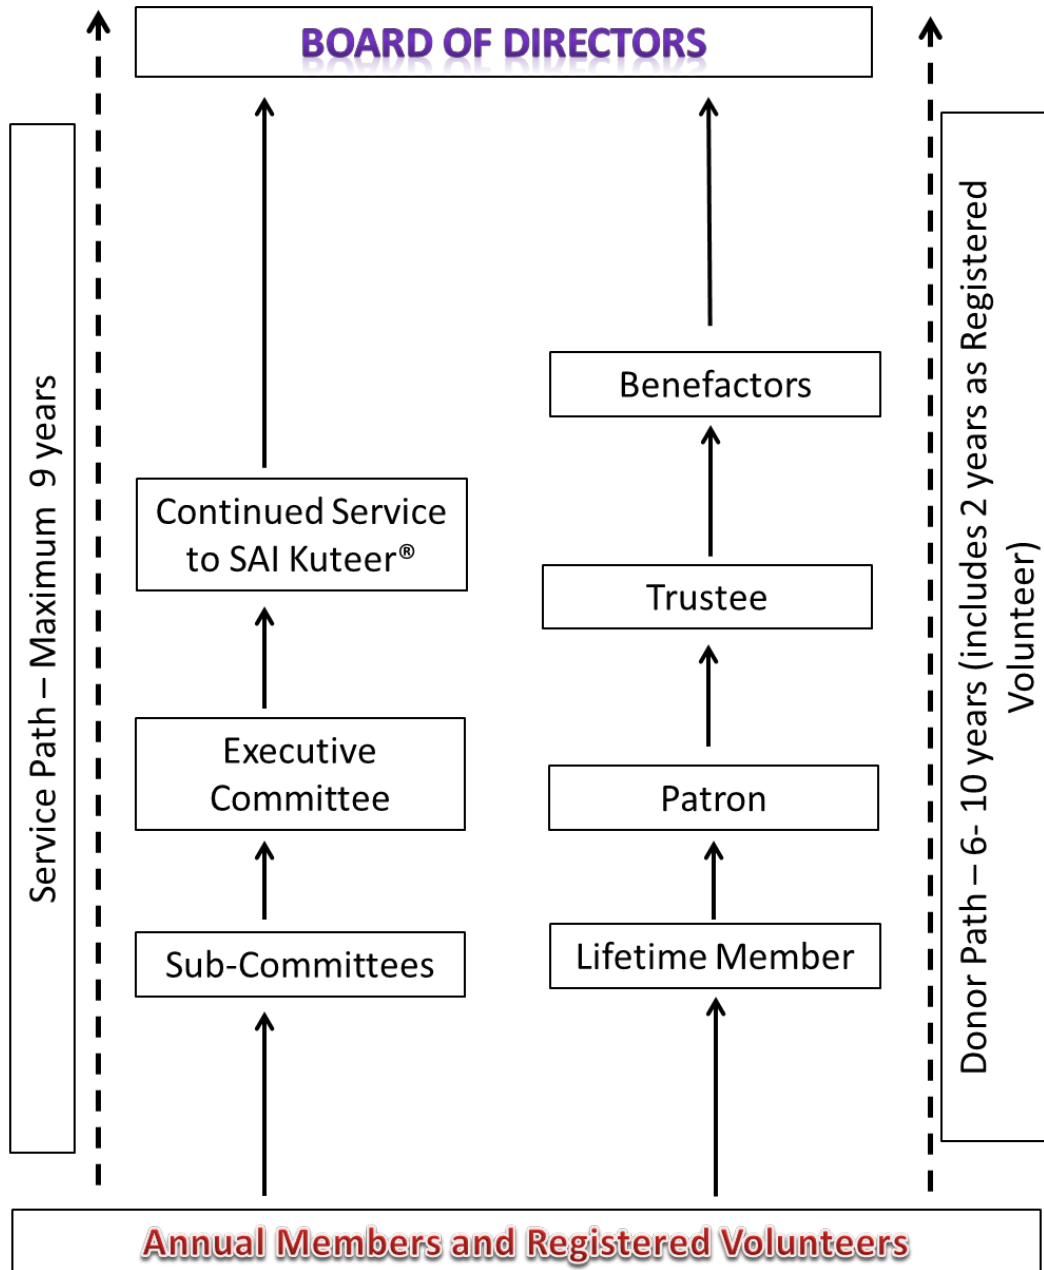 BOARD OF DIRECTORS
Service Path – Maximum 9 years
Continued Service
to SAI Kuteer®
Executive
Committee
Sub-Committees
Benefactors
Trustee
Patron
Lifetime Member
Donor Path – 6- 10 years (includes 2 years as Registered
Volunteer)
Annual Members and Registered Volunteers